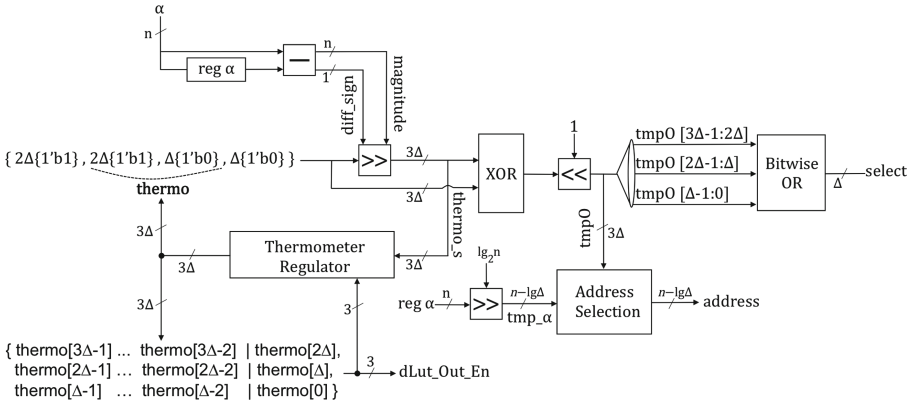 α
n
reg α
—
n
1
diff_sign
magnitude
{ 2Δ{1'b1} , 2Δ{1'b1} , Δ{1'b0} , Δ{1'b0} }
thermo
>>
3Δ
3Δ
thermo_s
XOR
1
<<
tmpO [3Δ-1:2Δ]
tmpO [2Δ-1:Δ]
tmpO [Δ-1:0]
Bitwise
OR
Δ
select
tmpO
3Δ
3Δ
3Δ
Thermometer
Regulator
3Δ
3Δ
3
lg₂n
reg α
n
>>
n–lgΔ
tmp_α
Address
Selection
n–lgΔ
address
{ thermo[3Δ-1] ... thermo[3Δ-2] | thermo[2Δ],
thermo[2Δ-1] ... thermo[2Δ-2] | thermo[Δ],
thermo[Δ-1] ... thermo[Δ-2] | thermo[0] }
3
dLut_Out_En